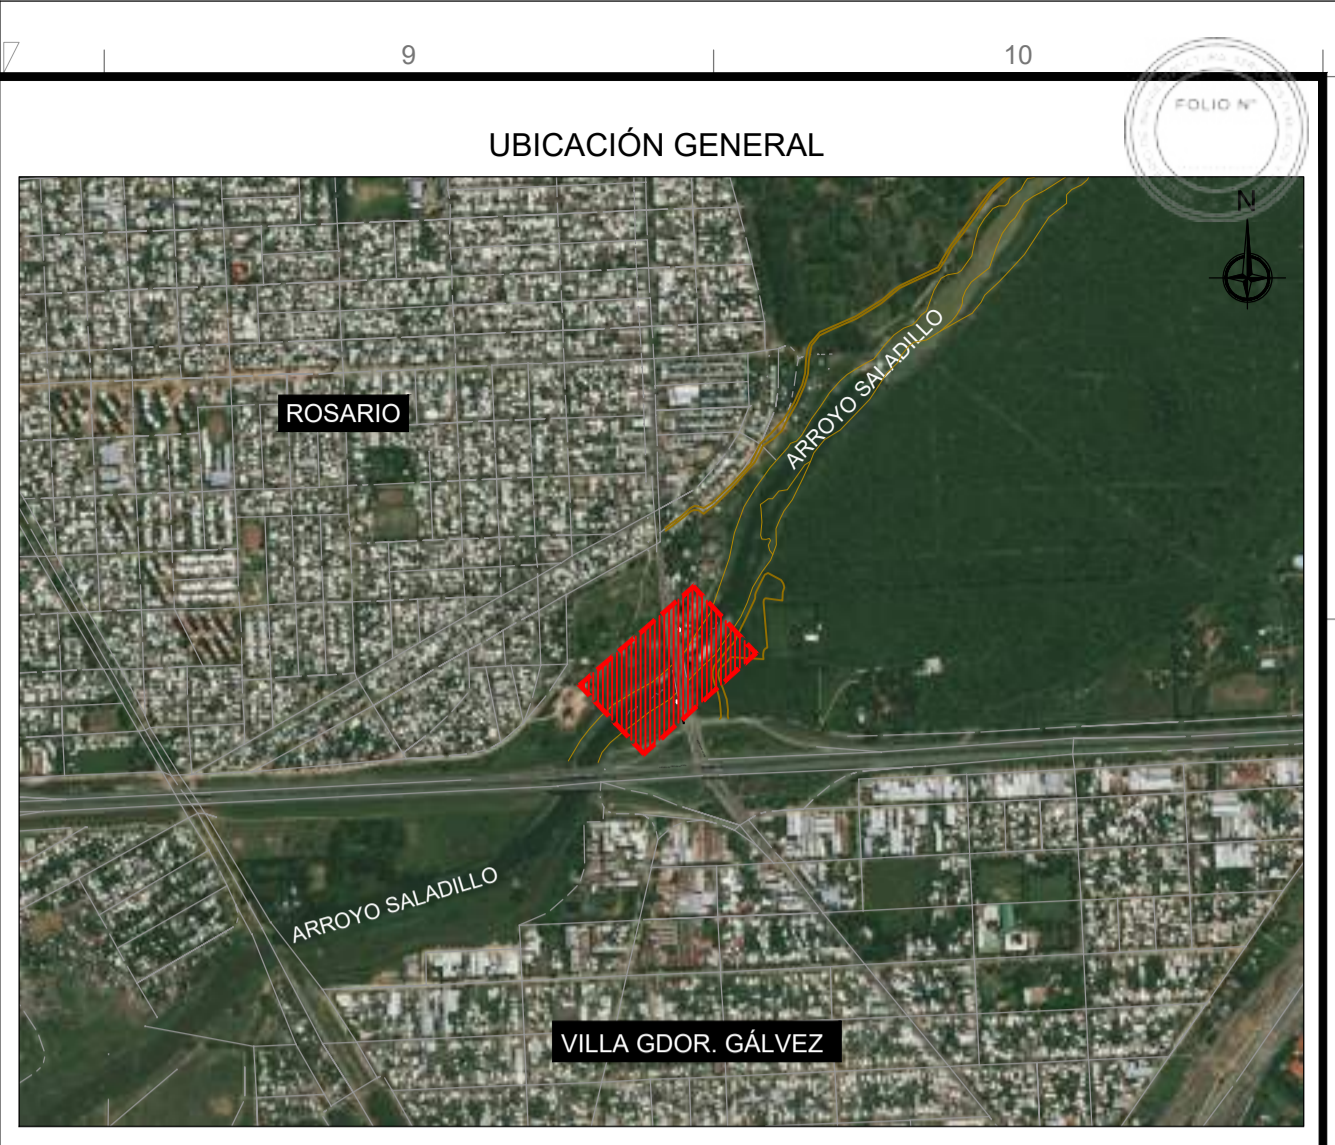 9
10
FOLIO N°
UBICACIÓN GENERAL
N
ARROYO SALADILLO
ROSARIO
ARROYO SALADILLO
VILLA GDOR. GÁLVEZ